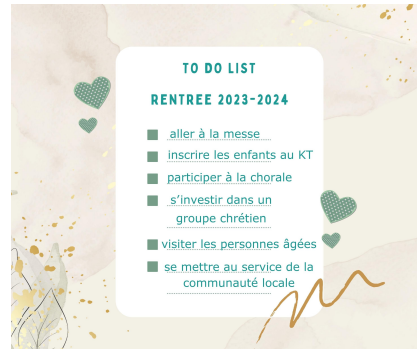 TO DO LIST
RENTREE 2023-2024
aller à la messe
inscrire les enfants au KT
participer à la chorale
s'investir dans un
groupe chrétien
visiter les personnes âgées
se mettre au service de la
communauté locale